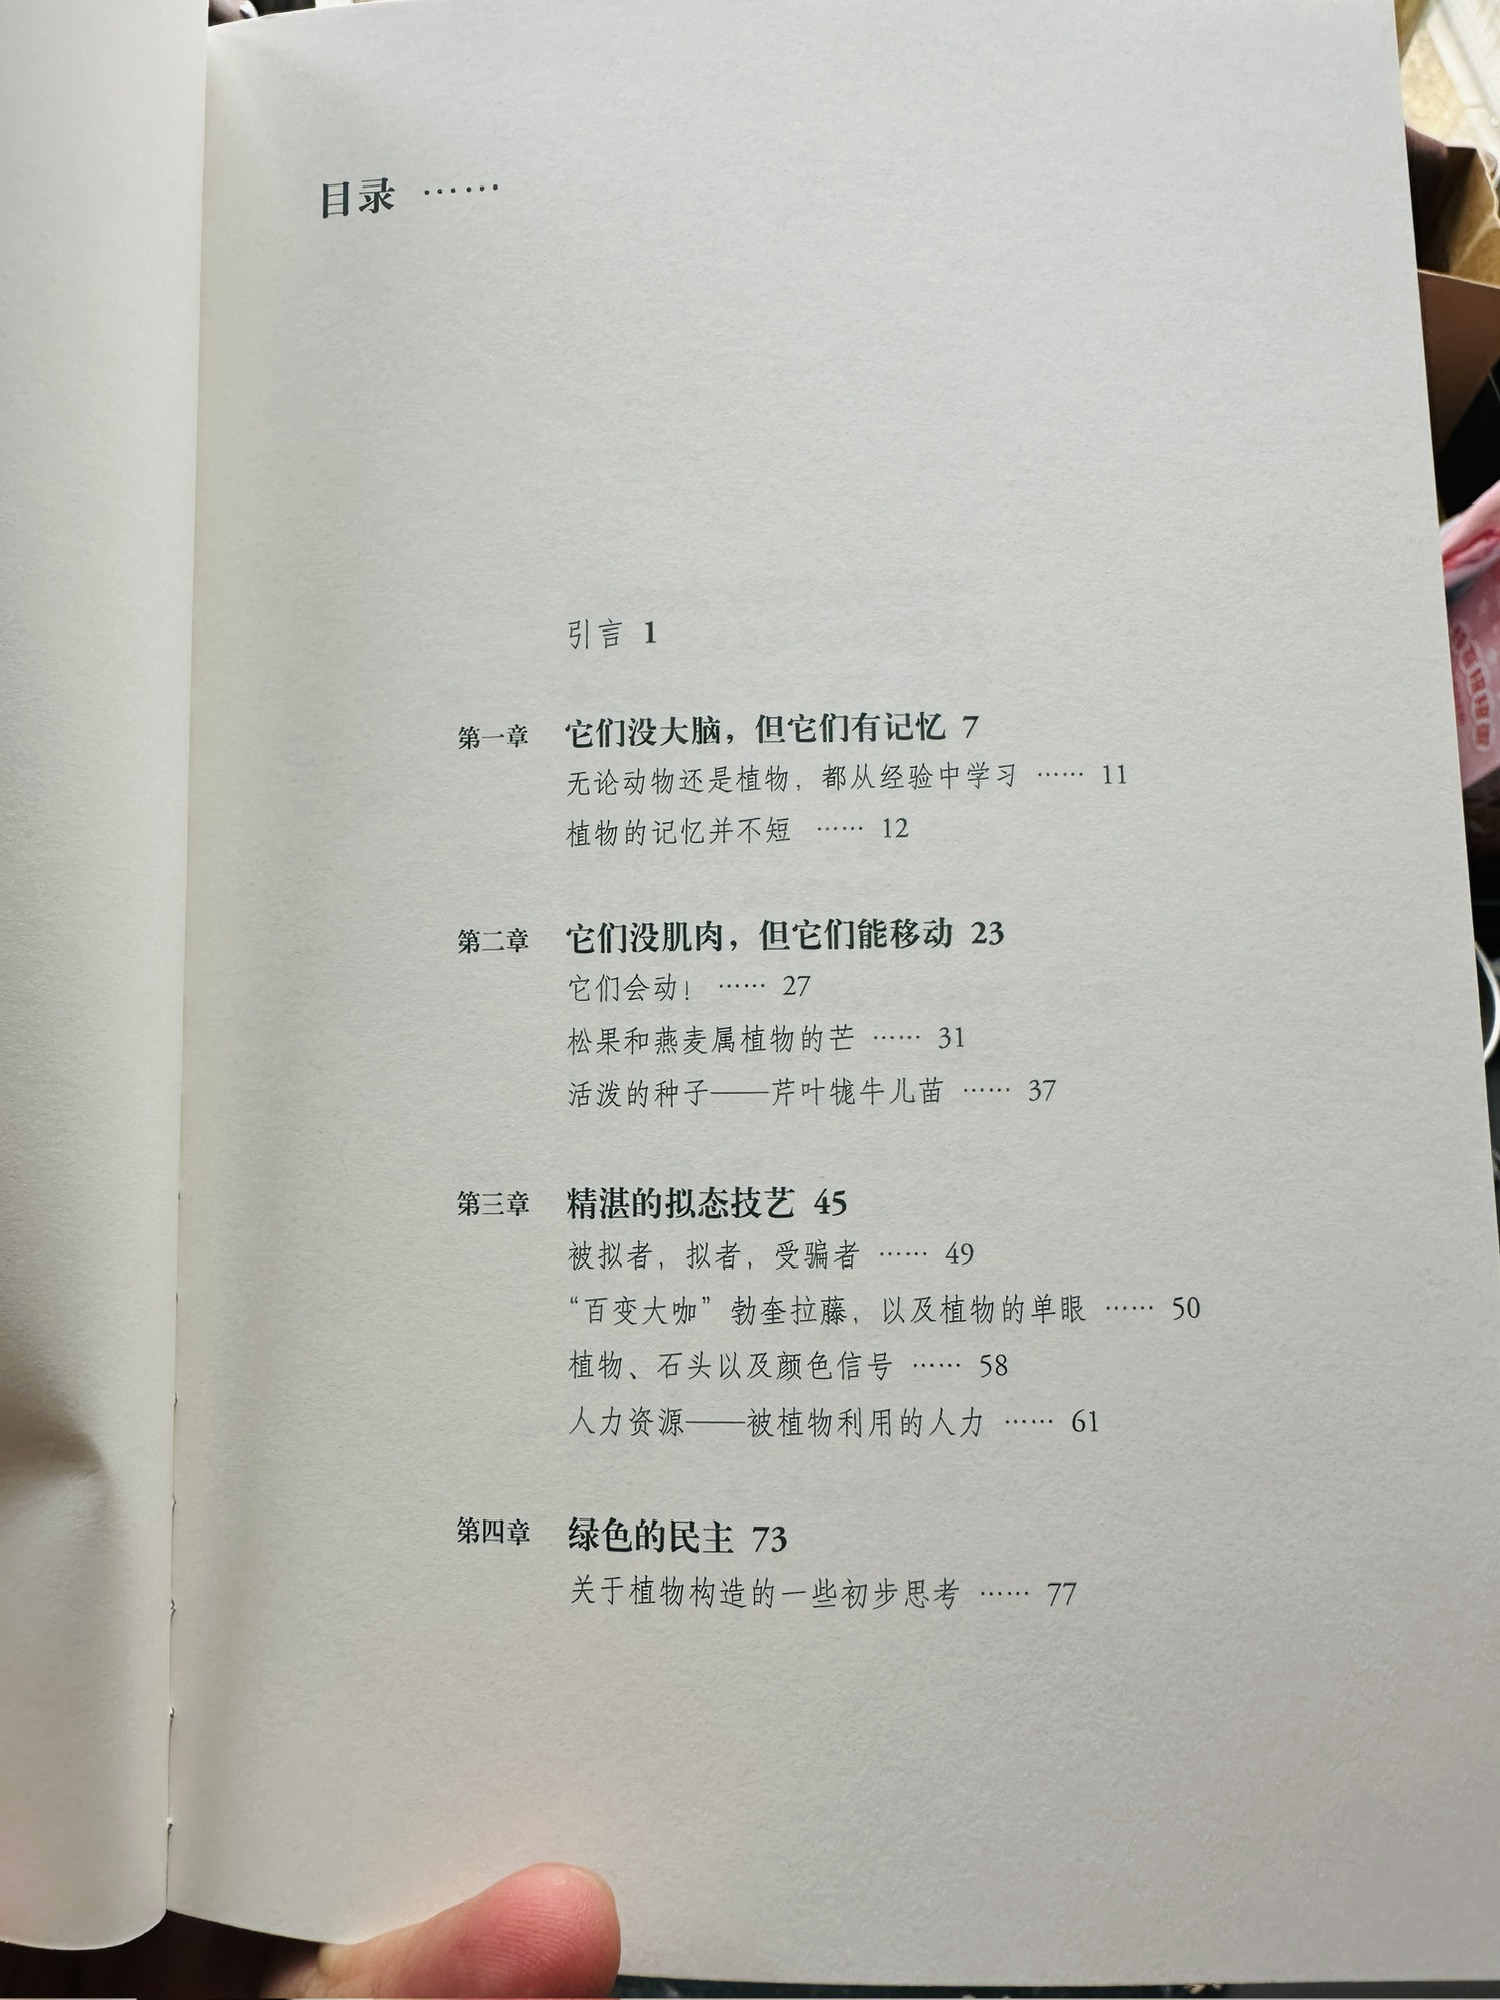 目录 ……
引言 1
第一章 它们没大脑，但它们有记忆 7
无论动物还是植物，都从经验中学习 …… 11
植物的记忆并不短 …… 12
第二章 它们没肌肉，但它们能移动 23
它们会动！ …… 27
松果和燕麦属植物的芒 …… 31
活泼的种子——芹叶牻牛儿苗 …… 37
第三章 精湛的拟态技艺 45
被拟者，拟者，受骗者 …… 49
“百变大咖”勃奎拉藤，以及植物的单眼 …… 50
植物、石头以及颜色信号 …… 58
人力资源——被植物利用的人力 …… 61
第四章 绿色的民主 73
关于植物构造的一些初步思考 …… 77